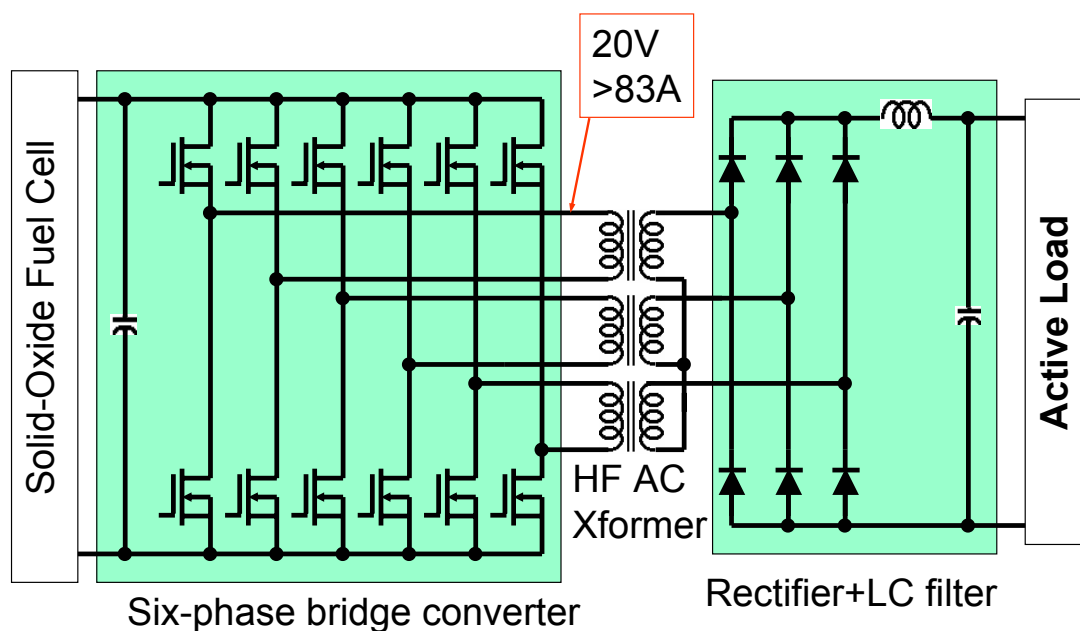 20V
>83A
Solid-Oxide Fuel Cell
Active Load
HF AC
Xformer
Six-phase bridge converter
Rectifier+LC filter